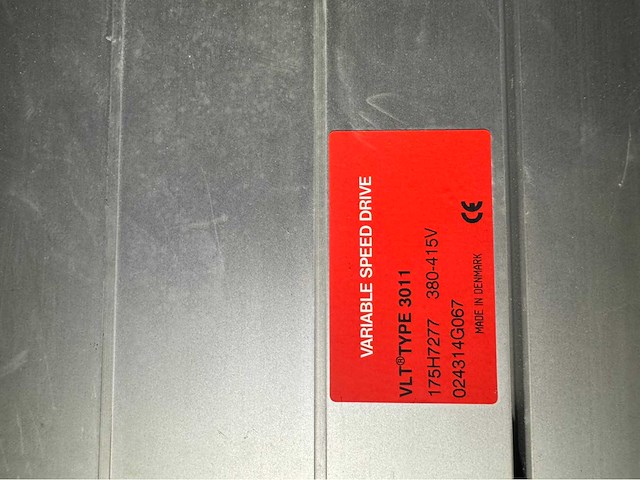 VARIABLE SPEED DRIVE
VLT® TYPE 3011
175H7277 380-415V
024314G067
MADE IN DENMARK
CE